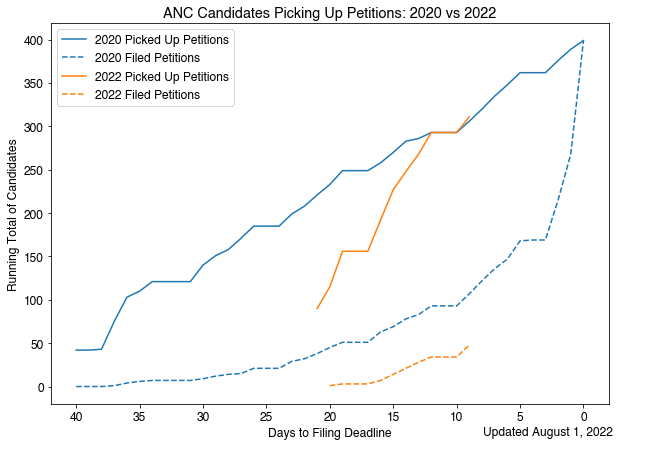 ANC Candidates Picking Up Petitions: 2020 vs 2022
2020 Picked Up Petitions
2020 Filed Petitions
2022 Picked Up Petitions
2022 Filed Petitions
Running Total of Candidates
400
350
300
250
200
150
100
50
0
40 35 30 25 20 15 10 5 0
Days to Filing Deadline
Updated August 1, 2022